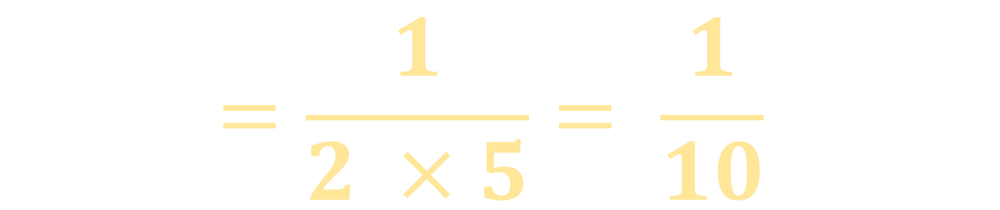 = 1/(2 × 5) = 1/10